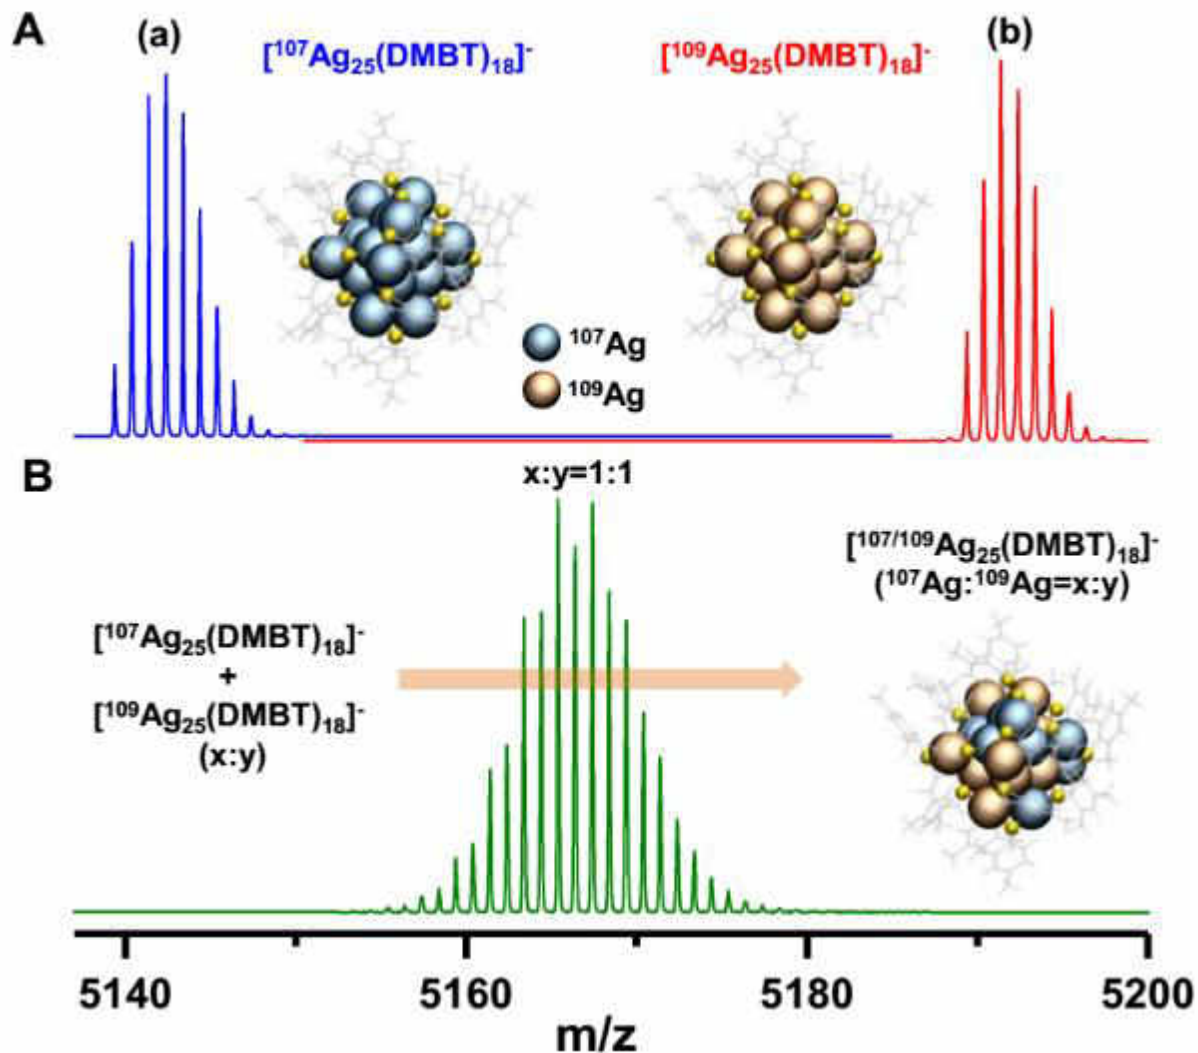 A
(a)
[¹⁰⁷Ag₂₅(DMBT)₁₈]⁻
[¹⁰⁹Ag₂₅(DMBT)₁₈]⁻
(b)
¹⁰⁷Ag
¹⁰⁹Ag
B
x:y=1:1
[¹⁰⁷Ag₂₅(DMBT)₁₈]⁻
+
[¹⁰⁹Ag₂₅(DMBT)₁₈]⁻
(x:y)
[¹⁰⁷/¹⁰⁹Ag₂₅(DMBT)₁₈]⁻
(¹⁰⁷Ag:¹⁰⁹Ag=x:y)
5140 5160 5180 5200
m/z